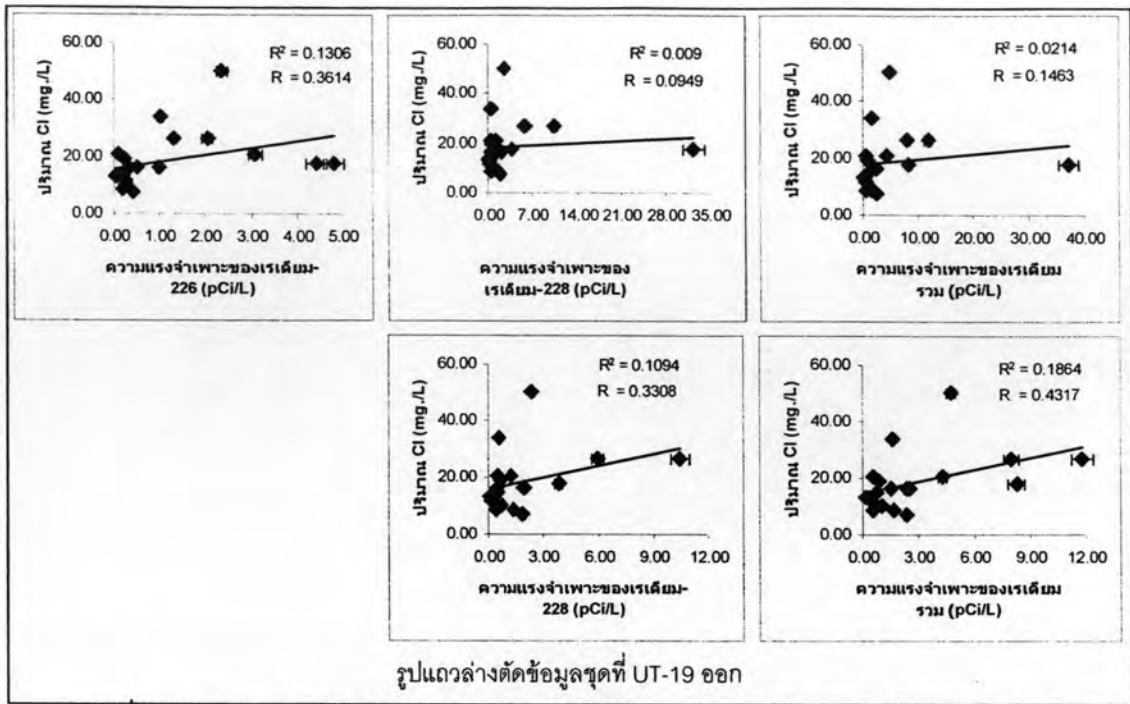 60.00
40.00
20.00
0.00
ปริมาณ Cl (mg./L)
R² = 0.1306
R = 0.3614
0.00 1.00 2.00 3.00 4.00 5.00
ความแรงจำเพาะของเรเดียม-
226 (pCi/L)
60.00
40.00
20.00
0.00
ปริมาณ Cl (mg./L)
R² = 0.009
R = 0.0949
0.00 7.00 14.00 21.00 28.00 35.00
ความแรงจำเพาะของ
เรเดียม-228 (pCi/L)
60.00
40.00
20.00
0.00
ปริมาณ Cl (mg./L)
R² = 0.0214
R = 0.1463
0.00 10.00 20.00 30.00 40.00
ความแรงจำเพาะของเรเดียม
รวม (pCi/L)
60.00
40.00
20.00
0.00
ปริมาณ Cl (mg./L)
R² = 0.1094
R = 0.3308
0.00 3.00 6.00 9.00 12.00
ความแรงจำเพาะของเรเดียม-
228 (pCi/L)
60.00
40.00
20.00
0.00
ปริมาณ Cl (mg./L)
R² = 0.1864
R = 0.4317
0.00 3.00 6.00 9.00 12.00
ความแรงจำเพาะของเรเดียม
รวม (pCi/L)
รูปแถวล่างตัดข้อมูลชุดที่ UT-19 ออก